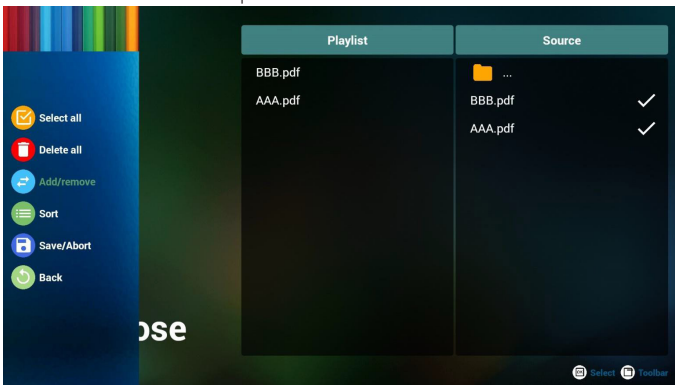 Select all
Delete all
Add/remove
Sort
Save/Abort
Back
ose
Playlist
BBB.pdf
AAA.pdf
Source
...
BBB.pdf
AAA.pdf
Select
Toolbar